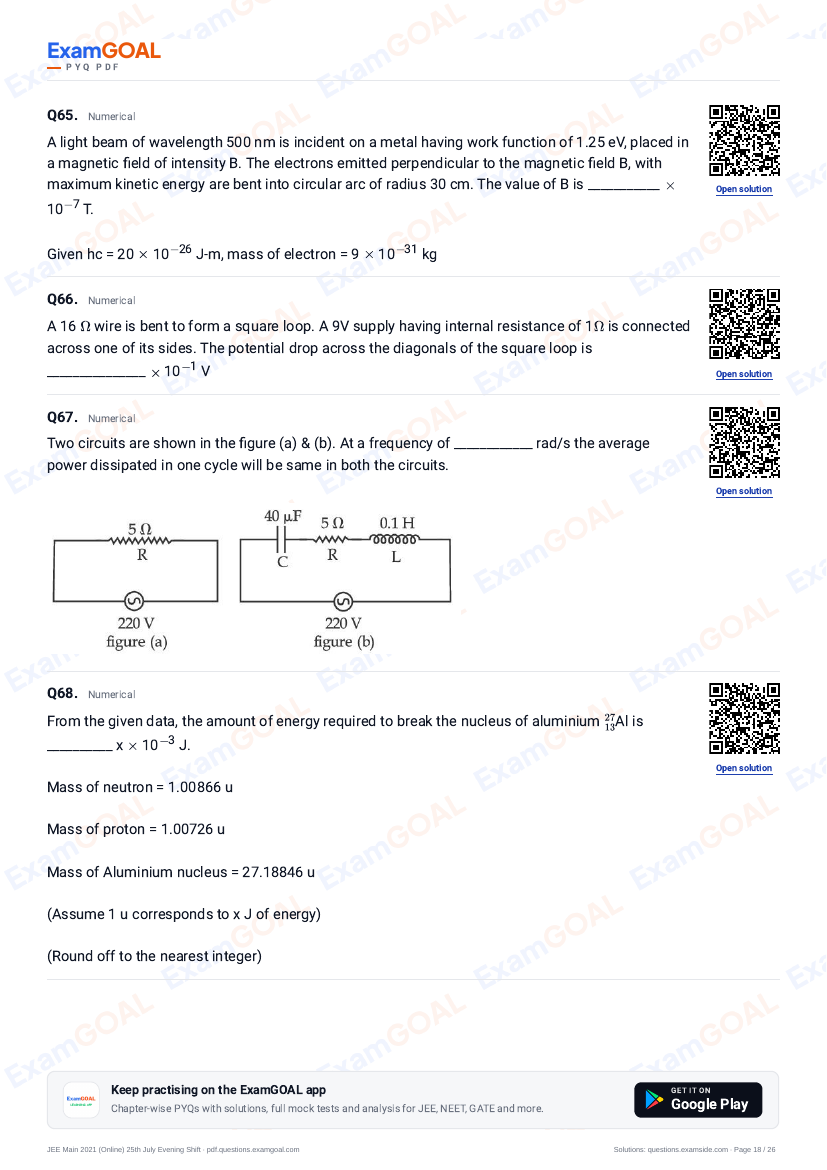 ExamGOAL
PYQ PDF
Q65. Numerical
A light beam of wavelength 500 nm is incident on a metal having work function of 1.25 eV, placed in
a magnetic field of intensity B. The electrons emitted perpendicular to the magnetic field B, with
maximum kinetic energy are bent into circular arc of radius 30 cm. The value of B is ___________ ×
10⁻⁷ T.
Given hc = 20 × 10⁻²⁶ J-m, mass of electron = 9 × 10⁻³¹ kg
Open solution
Q66. Numerical
A 16 Ω wire is bent to form a square loop. A 9V supply having internal resistance of 1Ω is connected
across one of its sides. The potential drop across the diagonals of the square loop is
_______________ × 10⁻¹ V
Open solution
Q67. Numerical
Two circuits are shown in the figure (a) & (b). At a frequency of ____________ rad/s the average
power dissipated in one cycle will be same in both the circuits.
Open solution
5 Ω
R
220 V
figure (a)
40 μF 5 Ω 0.1 H
C R L
220 V
figure (b)
Q68. Numerical
From the given data, the amount of energy required to break the nucleus of aluminium ²⁷₁₃Al is
__________ x × 10⁻³ J.
Open solution
Mass of neutron = 1.00866 u
Mass of proton = 1.00726 u
Mass of Aluminium nucleus = 27.18846 u
(Assume 1 u corresponds to x J of energy)
(Round off to the nearest integer)
Keep practising on the ExamGOAL app
Chapter-wise PYQs with solutions, full mock tests and analysis for JEE, NEET, GATE and more.
GET IT ON
Google Play
JEE Main 2021 (Online) 25th July Evening Shift · pdf.questions.examgoal.com
Solutions: questions.examside.com · Page 18 / 26